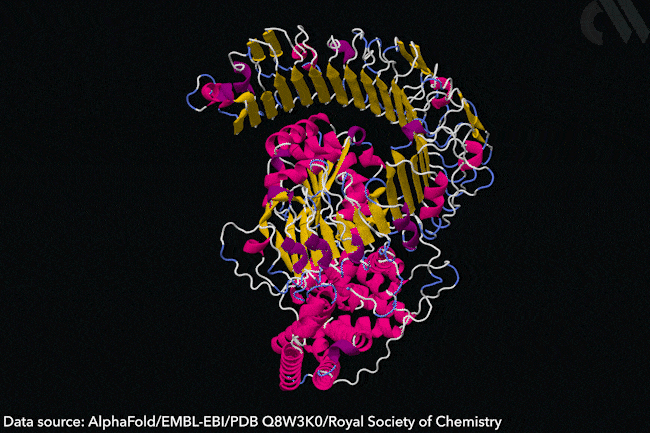 Data source: AlphaFold/EMBL-EBI/PDB Q8W3K0/Royal Society of Chemistry